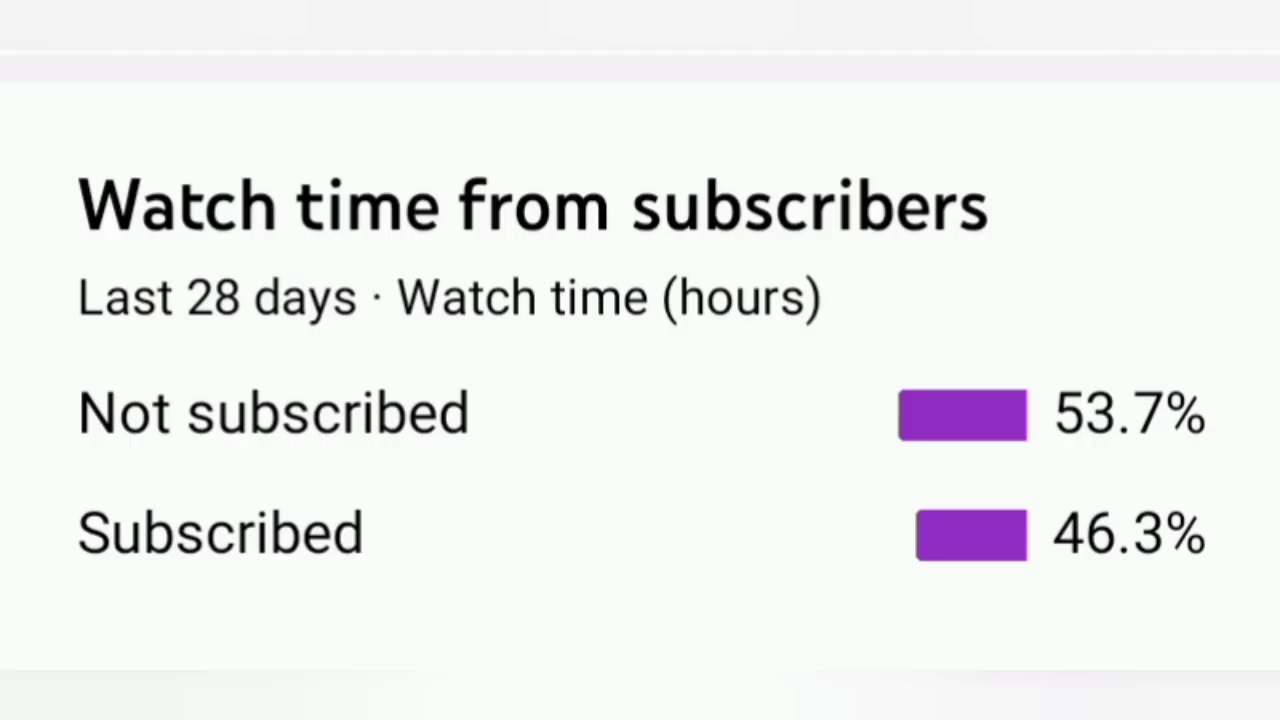 Watch time from subscribers
Last 28 days · Watch time (hours)
Not subscribed 53.7%
Subscribed 46.3%